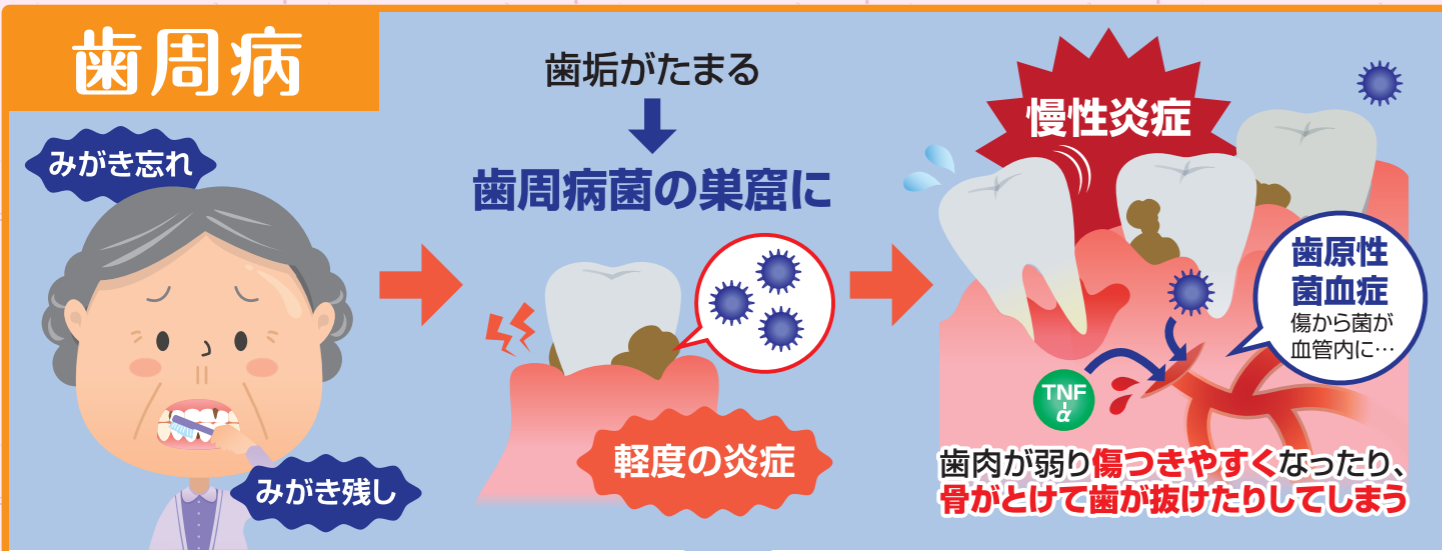 歯周病
みがき忘れ
みがき残し
歯垢がたまる
歯周病菌の巣窟に
軽度の炎症
慢性炎症
歯原性
菌血症
傷から菌が
血管内に…
TNF
-
α
歯肉が弱り傷つきやすくなったり、
骨がとけて歯が抜けたりしてしまう